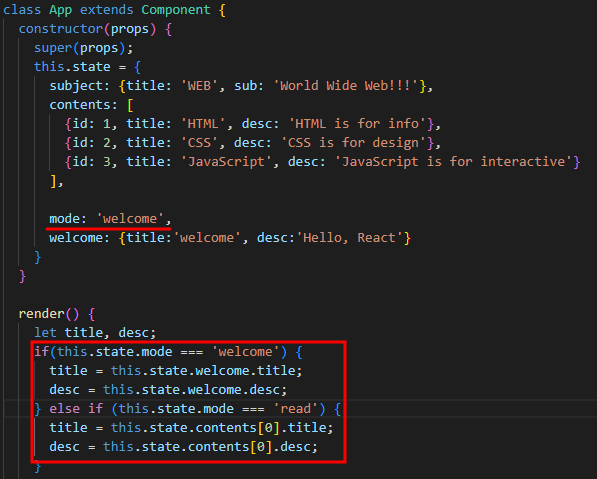 class App extends Component {
constructor(props) {
super(props);
this.state = {
subject: {title: 'WEB', sub: 'World Wide Web!!!'},
contents: [
{id: 1, title: 'HTML', desc: 'HTML is for info'},
{id: 2, title: 'CSS', desc: 'CSS is for design'},
{id: 3, title: 'JavaScript', desc: 'JavaScript is for interactive'}
],
mode: 'welcome',
welcome: {title:'welcome', desc:'Hello, React'}
}
}
render() {
let title, desc;
if(this.state.mode === 'welcome') {
title = this.state.welcome.title;
desc = this.state.welcome.desc;
} else if (this.state.mode === 'read') {
title = this.state.contents[0].title;
desc = this.state.contents[0].desc;
}